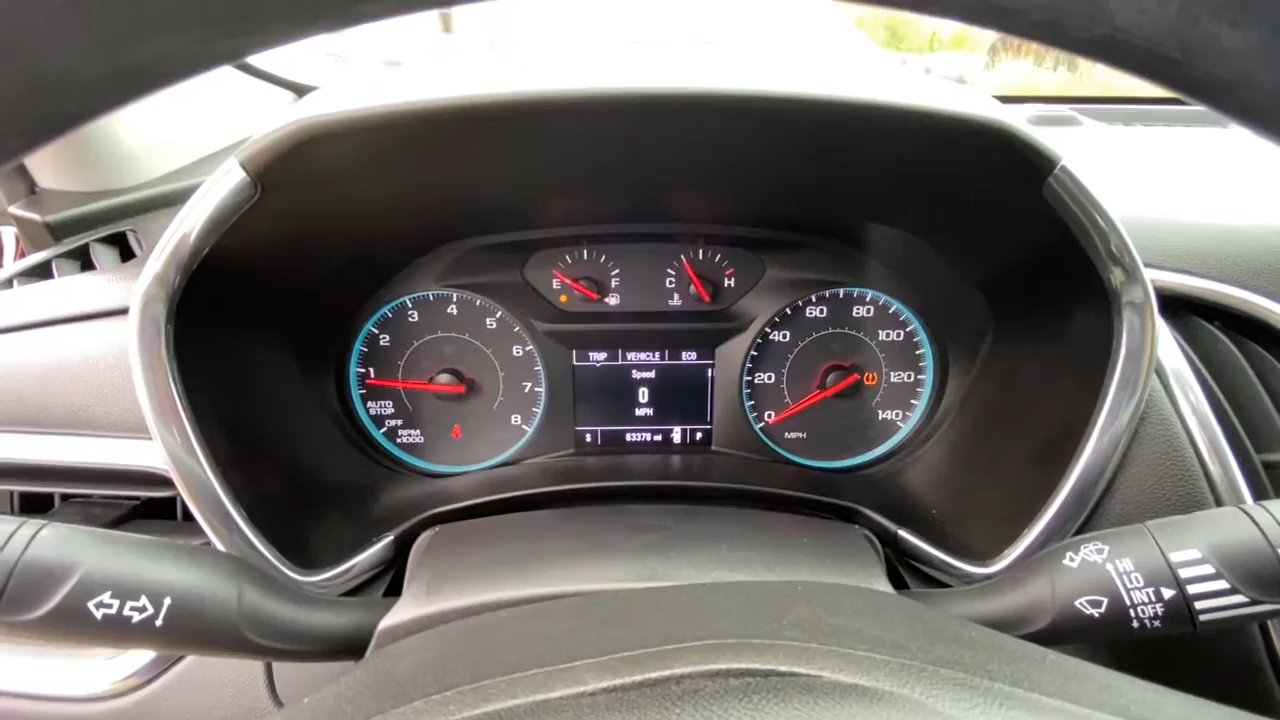 E F
C H
1 2 3 4 5 6 7 8
AUTO
STOP
OFF
RPM
x1000
TRIP VEHICLE ECO
Speed
0
MPH
S 63378 mi P
0 20 40 60 80 100 120 140
MPH
HI
LO
INT
OFF
1x